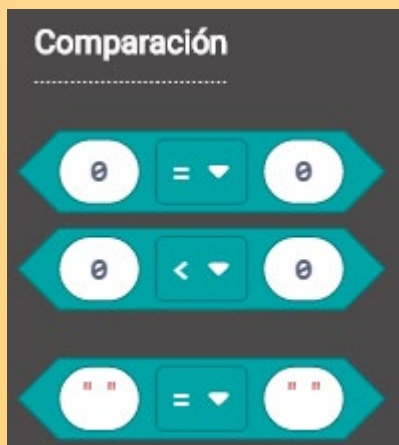 Comparación
0 = 0
0 < 0
" " = " "